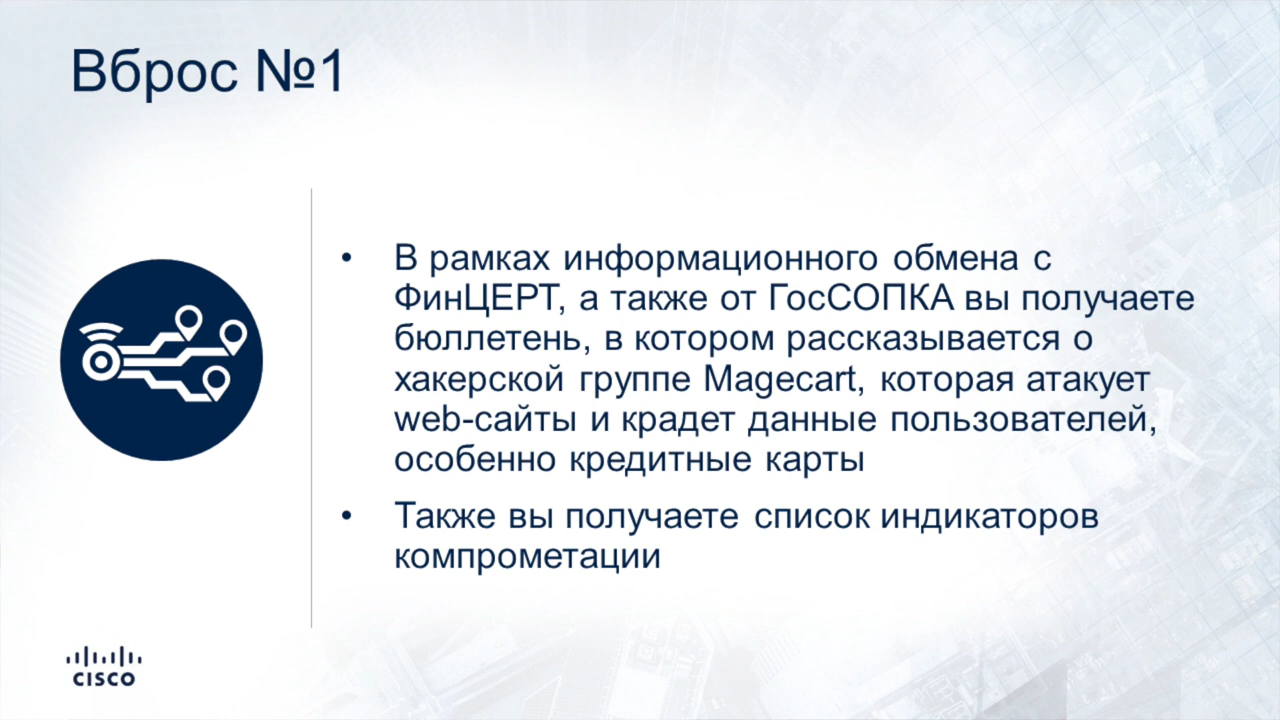 Вброс №1
• В рамках информационного обмена с
ФинЦЕРТ, а также от ГосСОПКА вы получаете
бюллетень, в котором рассказывается о
хакерской группе Magecart, которая атакует
web-сайты и крадет данные пользователей,
особенно кредитные карты
• Также вы получаете список индикаторов
компрометации
CISCO